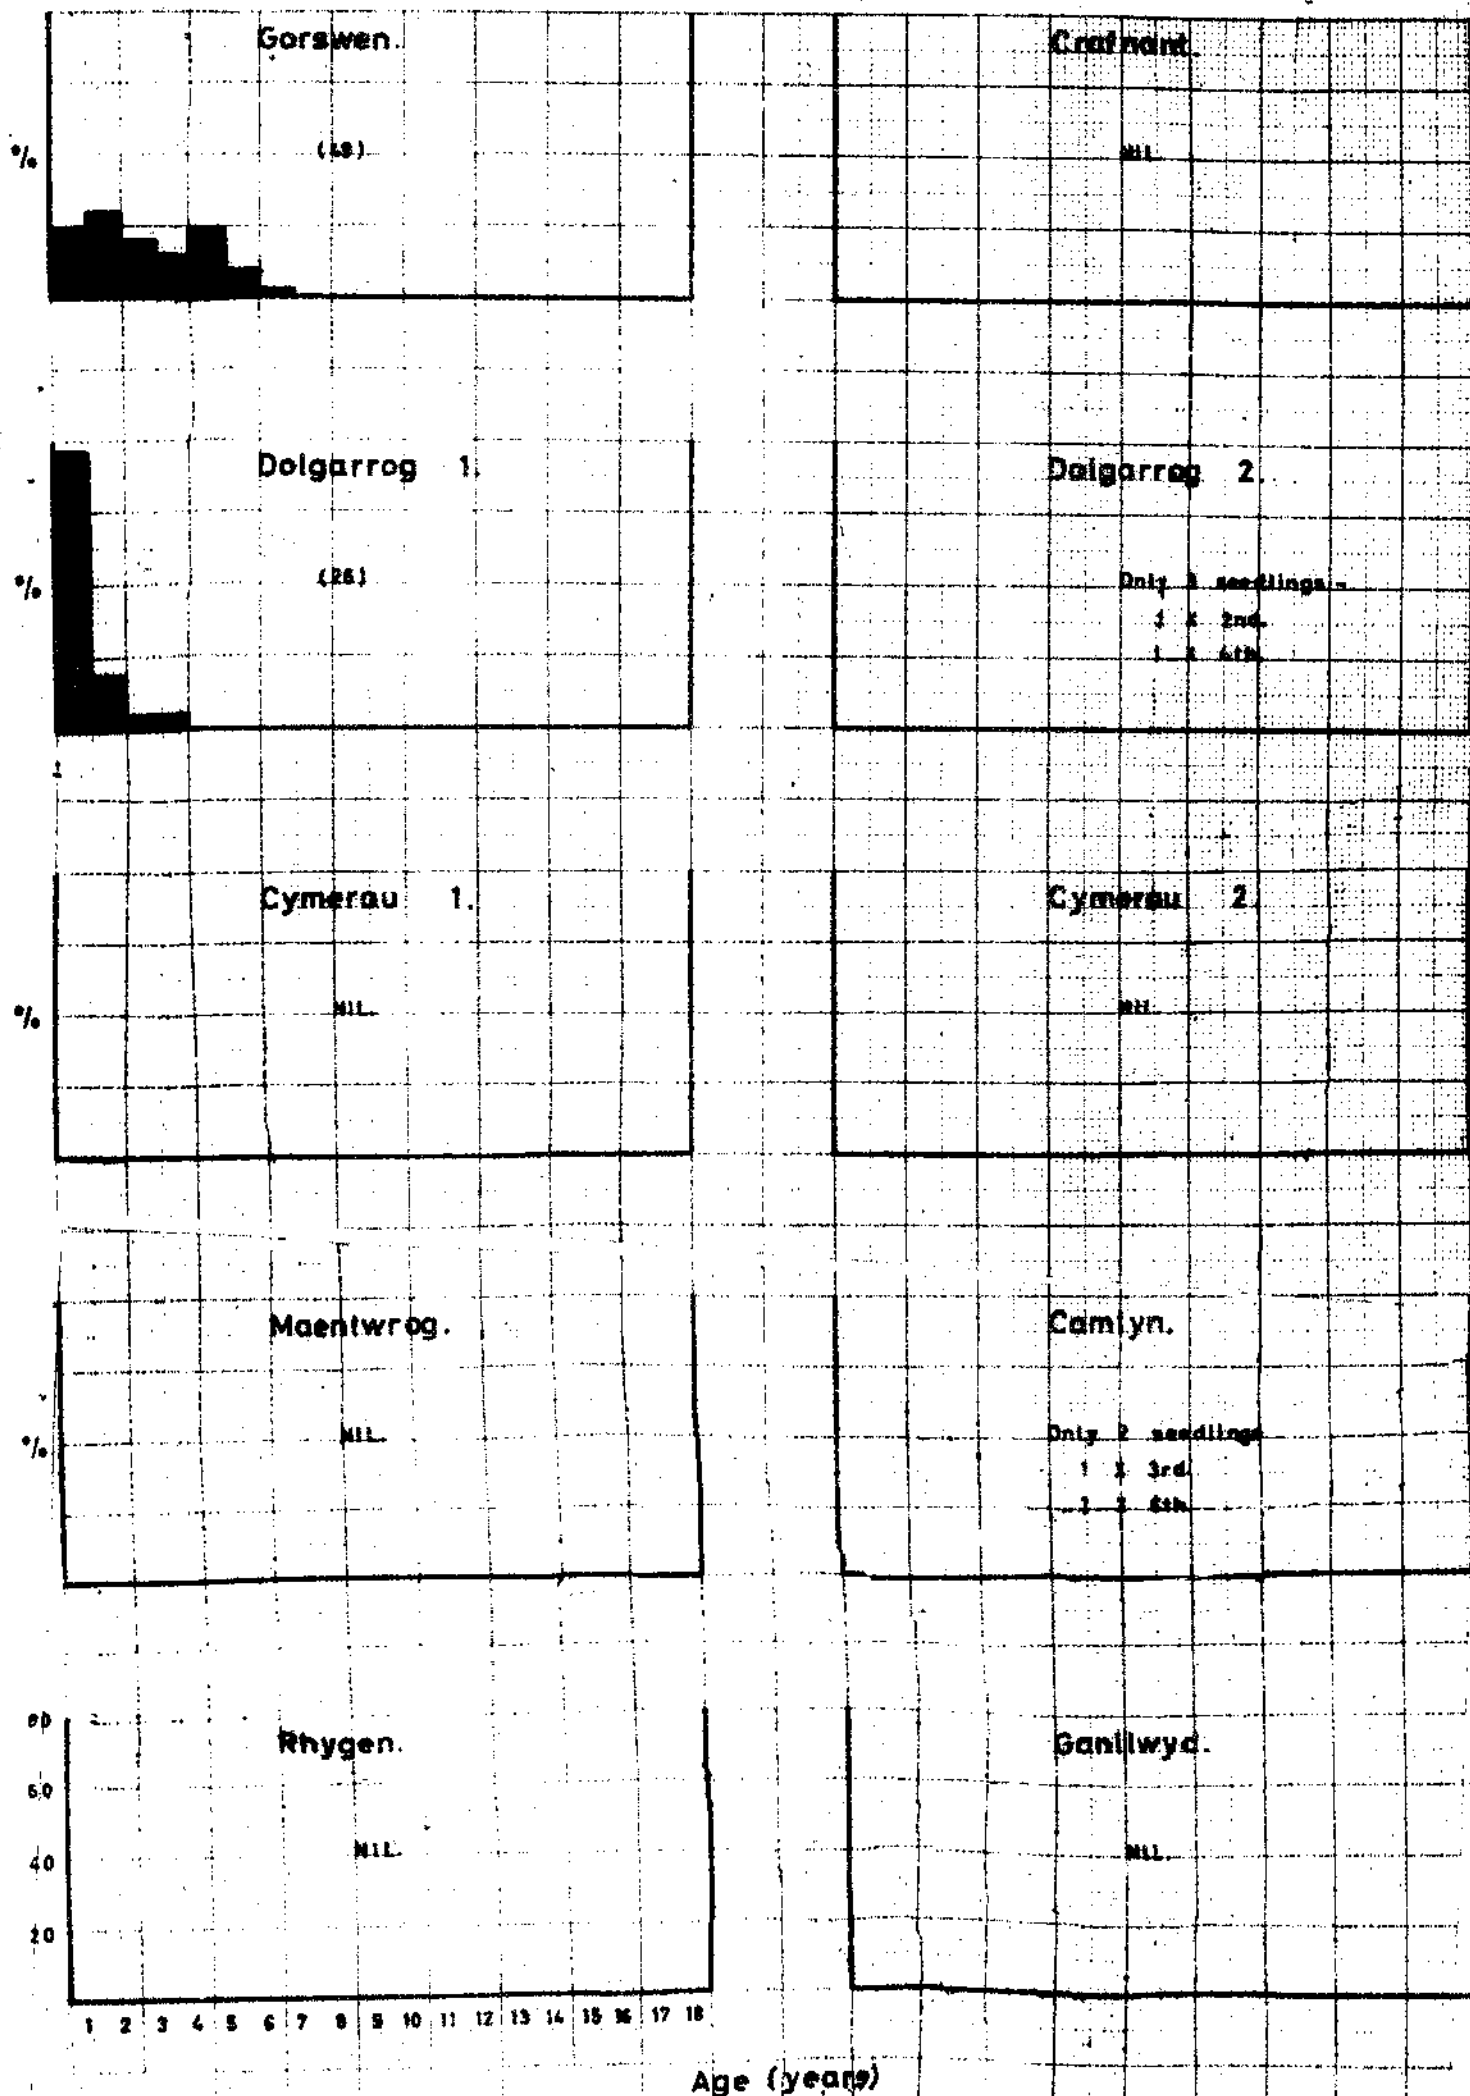 Gorswen.
Crafnant.
%
Nil.
Dolgarrog 1.
Dolgarrog 2.
%
(26)
Only seedlings -
1 X 2nd.
1 X 4th.
Cymerau 1.
Cymerau 2.
%
NIL.
Nil.
Maentwrog.
Camlyn.
%
NIL.
Only 2 seedlings
1 X 3rd.
1 X 6th
80
Rhygen.
Ganllwyd.
60
40
NIL.
NIL.
20
1 2 3 4 5 6 7 8 9 10 11 12 13 14 15 16 17 18
Age (years)